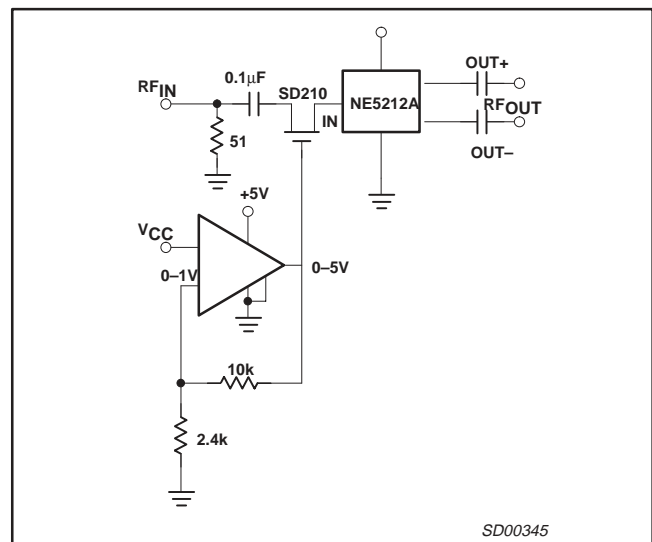 OUT+
0.1µF
SD210
RFIN
NE5212A
RFOUT
IN
51
OUT–
+5V
VCC
0–1V
0–5V
10k
2.4k
SD00345